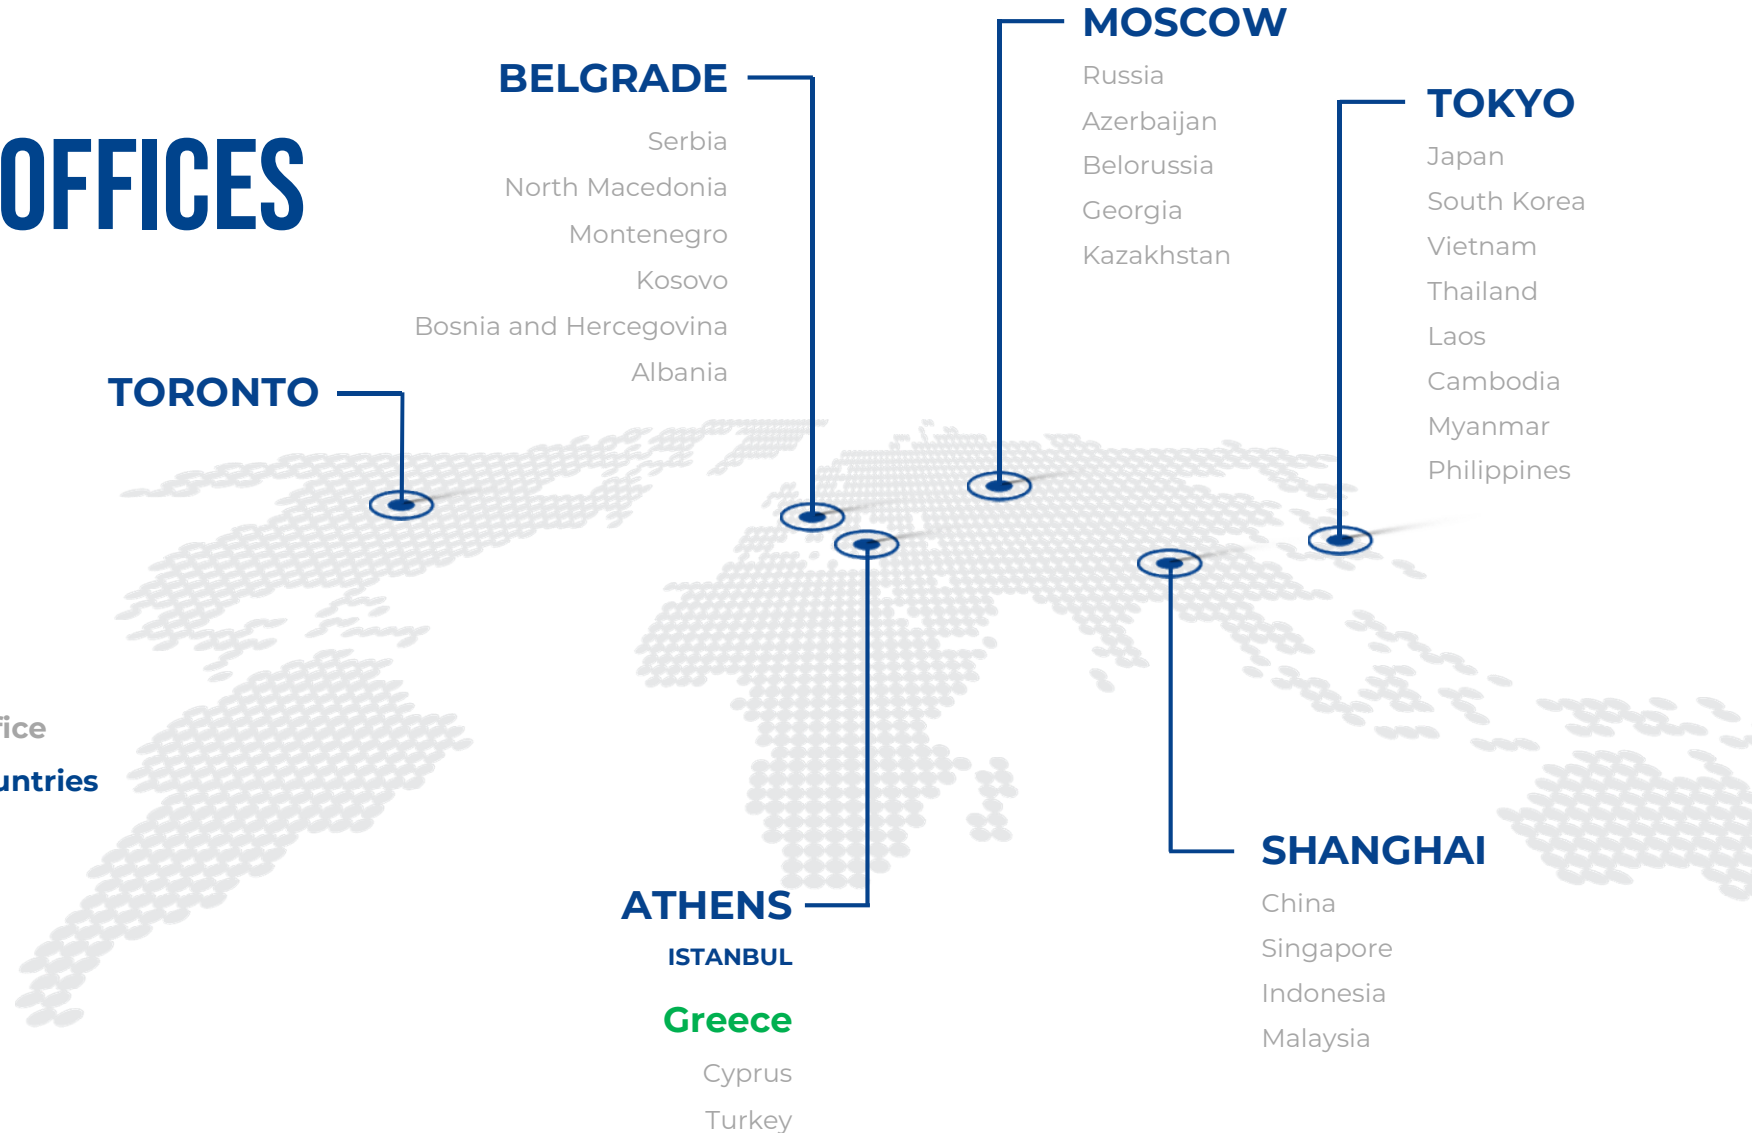 OFFICES
TORONTO
BELGRADE
Serbia
North Macedonia
Montenegro
Kosovo
Bosnia and Hercegovina
Albania
MOSCOW
Russia
Azerbaijan
Belorussia
Georgia
Kazakhstan
TOKYO
Japan
South Korea
Vietnam
Thailand
Laos
Cambodia
Myanmar
Philippines
ATHENS
ISTANBUL
Greece
Cyprus
Turkey
SHANGHAI
China
Singapore
Indonesia
Malaysia